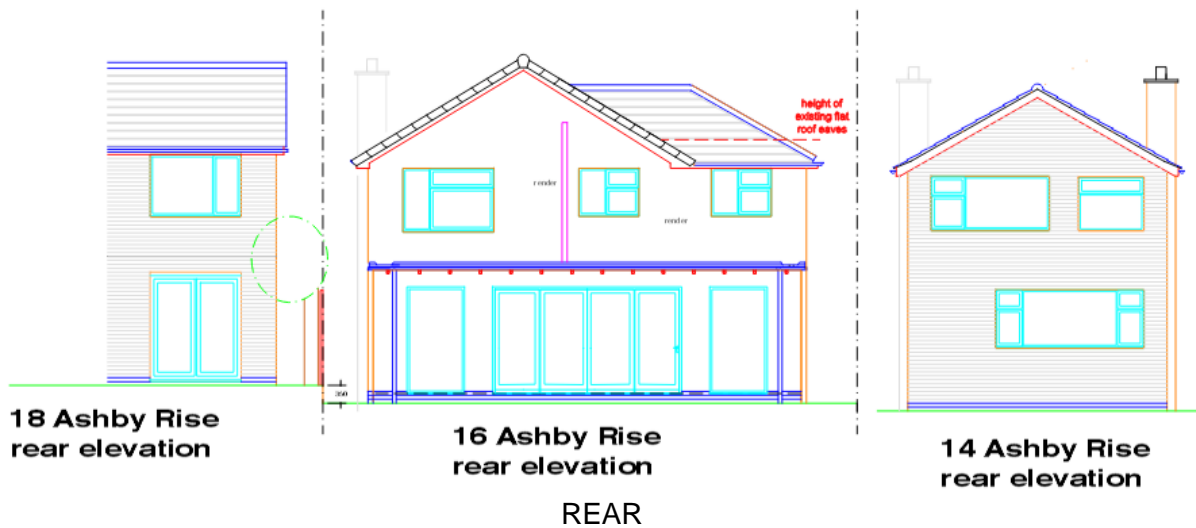 height of
existing flat
roof eaves
render
render
350
18 Ashby Rise
rear elevation
16 Ashby Rise
rear elevation
14 Ashby Rise
rear elevation
REAR